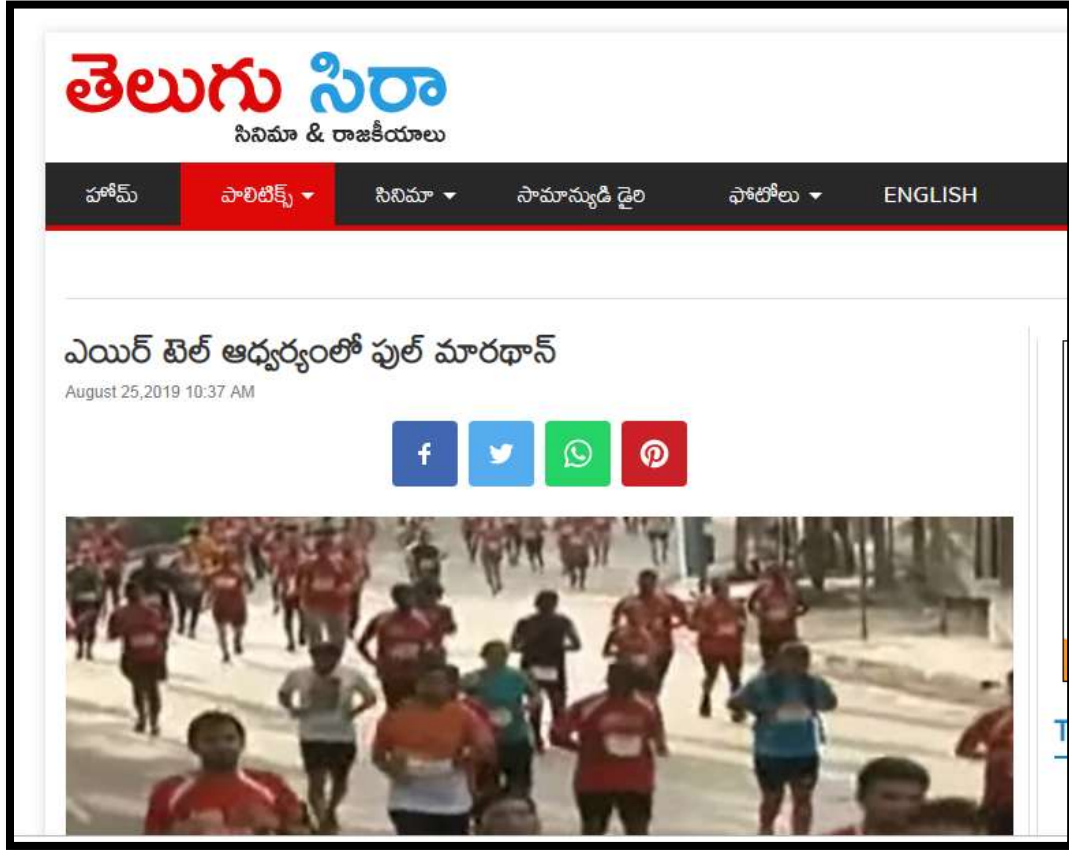 తెలుగు సిరా
సినిమా & రాజకీయాలు
హోమ్ పాలిటిక్స్ సినిమా సామాన్యుడి డైరి ఫోటోలు ENGLISH
ఎయిర్ టెల్ ఆధ్వర్యంలో ఫుల్ మారథాన్
August 25,2019 10:37 AM
T